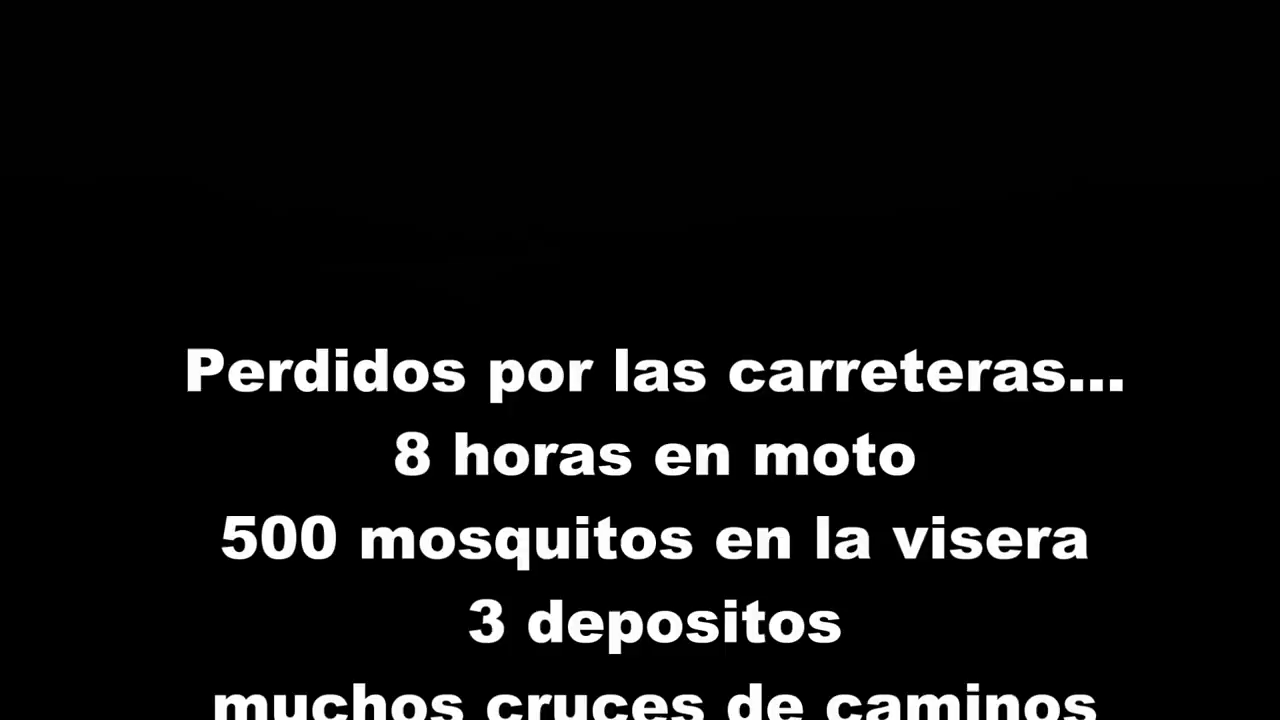 Perdidos por las carreteras...
8 horas en moto
500 mosquitos en la visera
3 depositos
muchos cruces de caminos